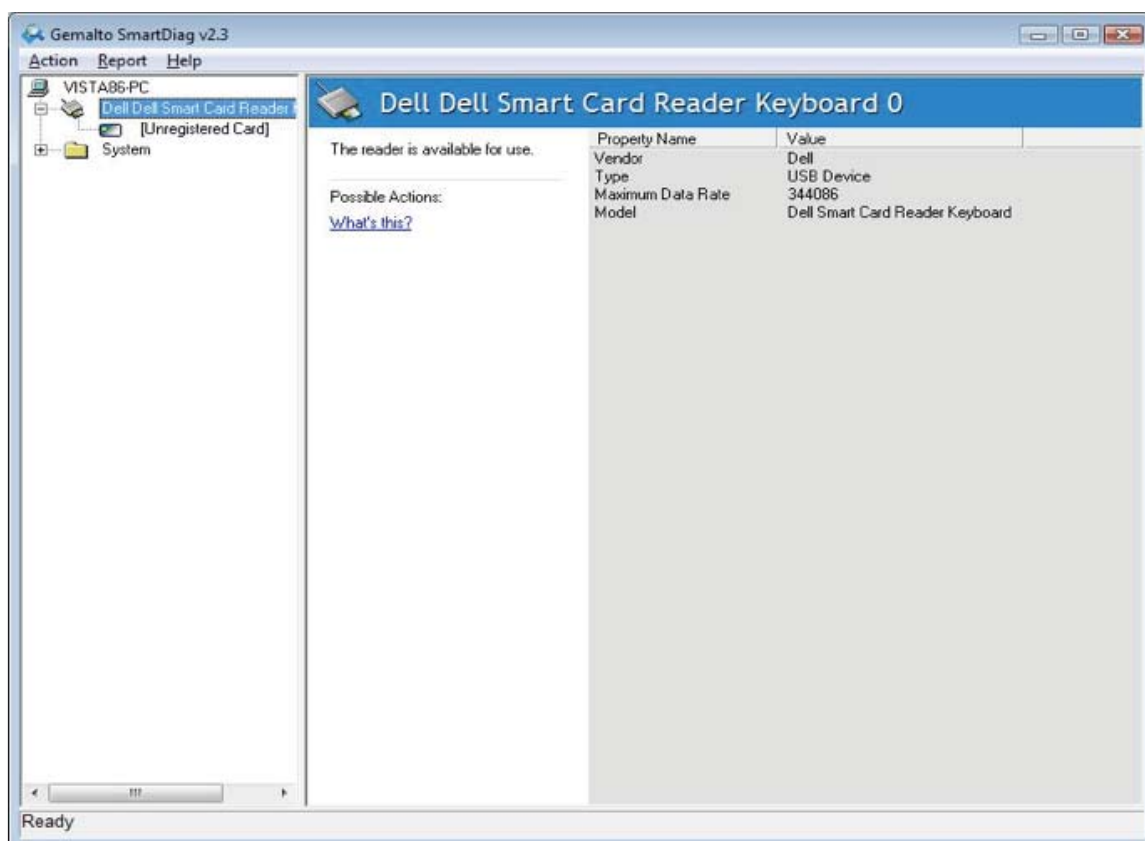 Gemalto SmartDiag v2.3
Action Report Help
VISTA86-PC
Dell Dell Smart Card Reader
[Unregistered Card]
System
Dell Dell Smart Card Reader Keyboard 0
The reader is available for use.
Possible Actions:
What's this?
Property Name Value
Vendor Dell
Type USB Device
Maximum Data Rate 344086
Model Dell Smart Card Reader Keyboard
Ready